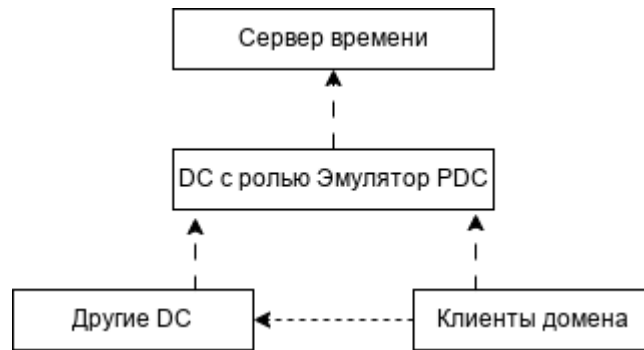 Сервер времени
DC с ролью Эмулятор PDC
Другие DC
Клиенты домена